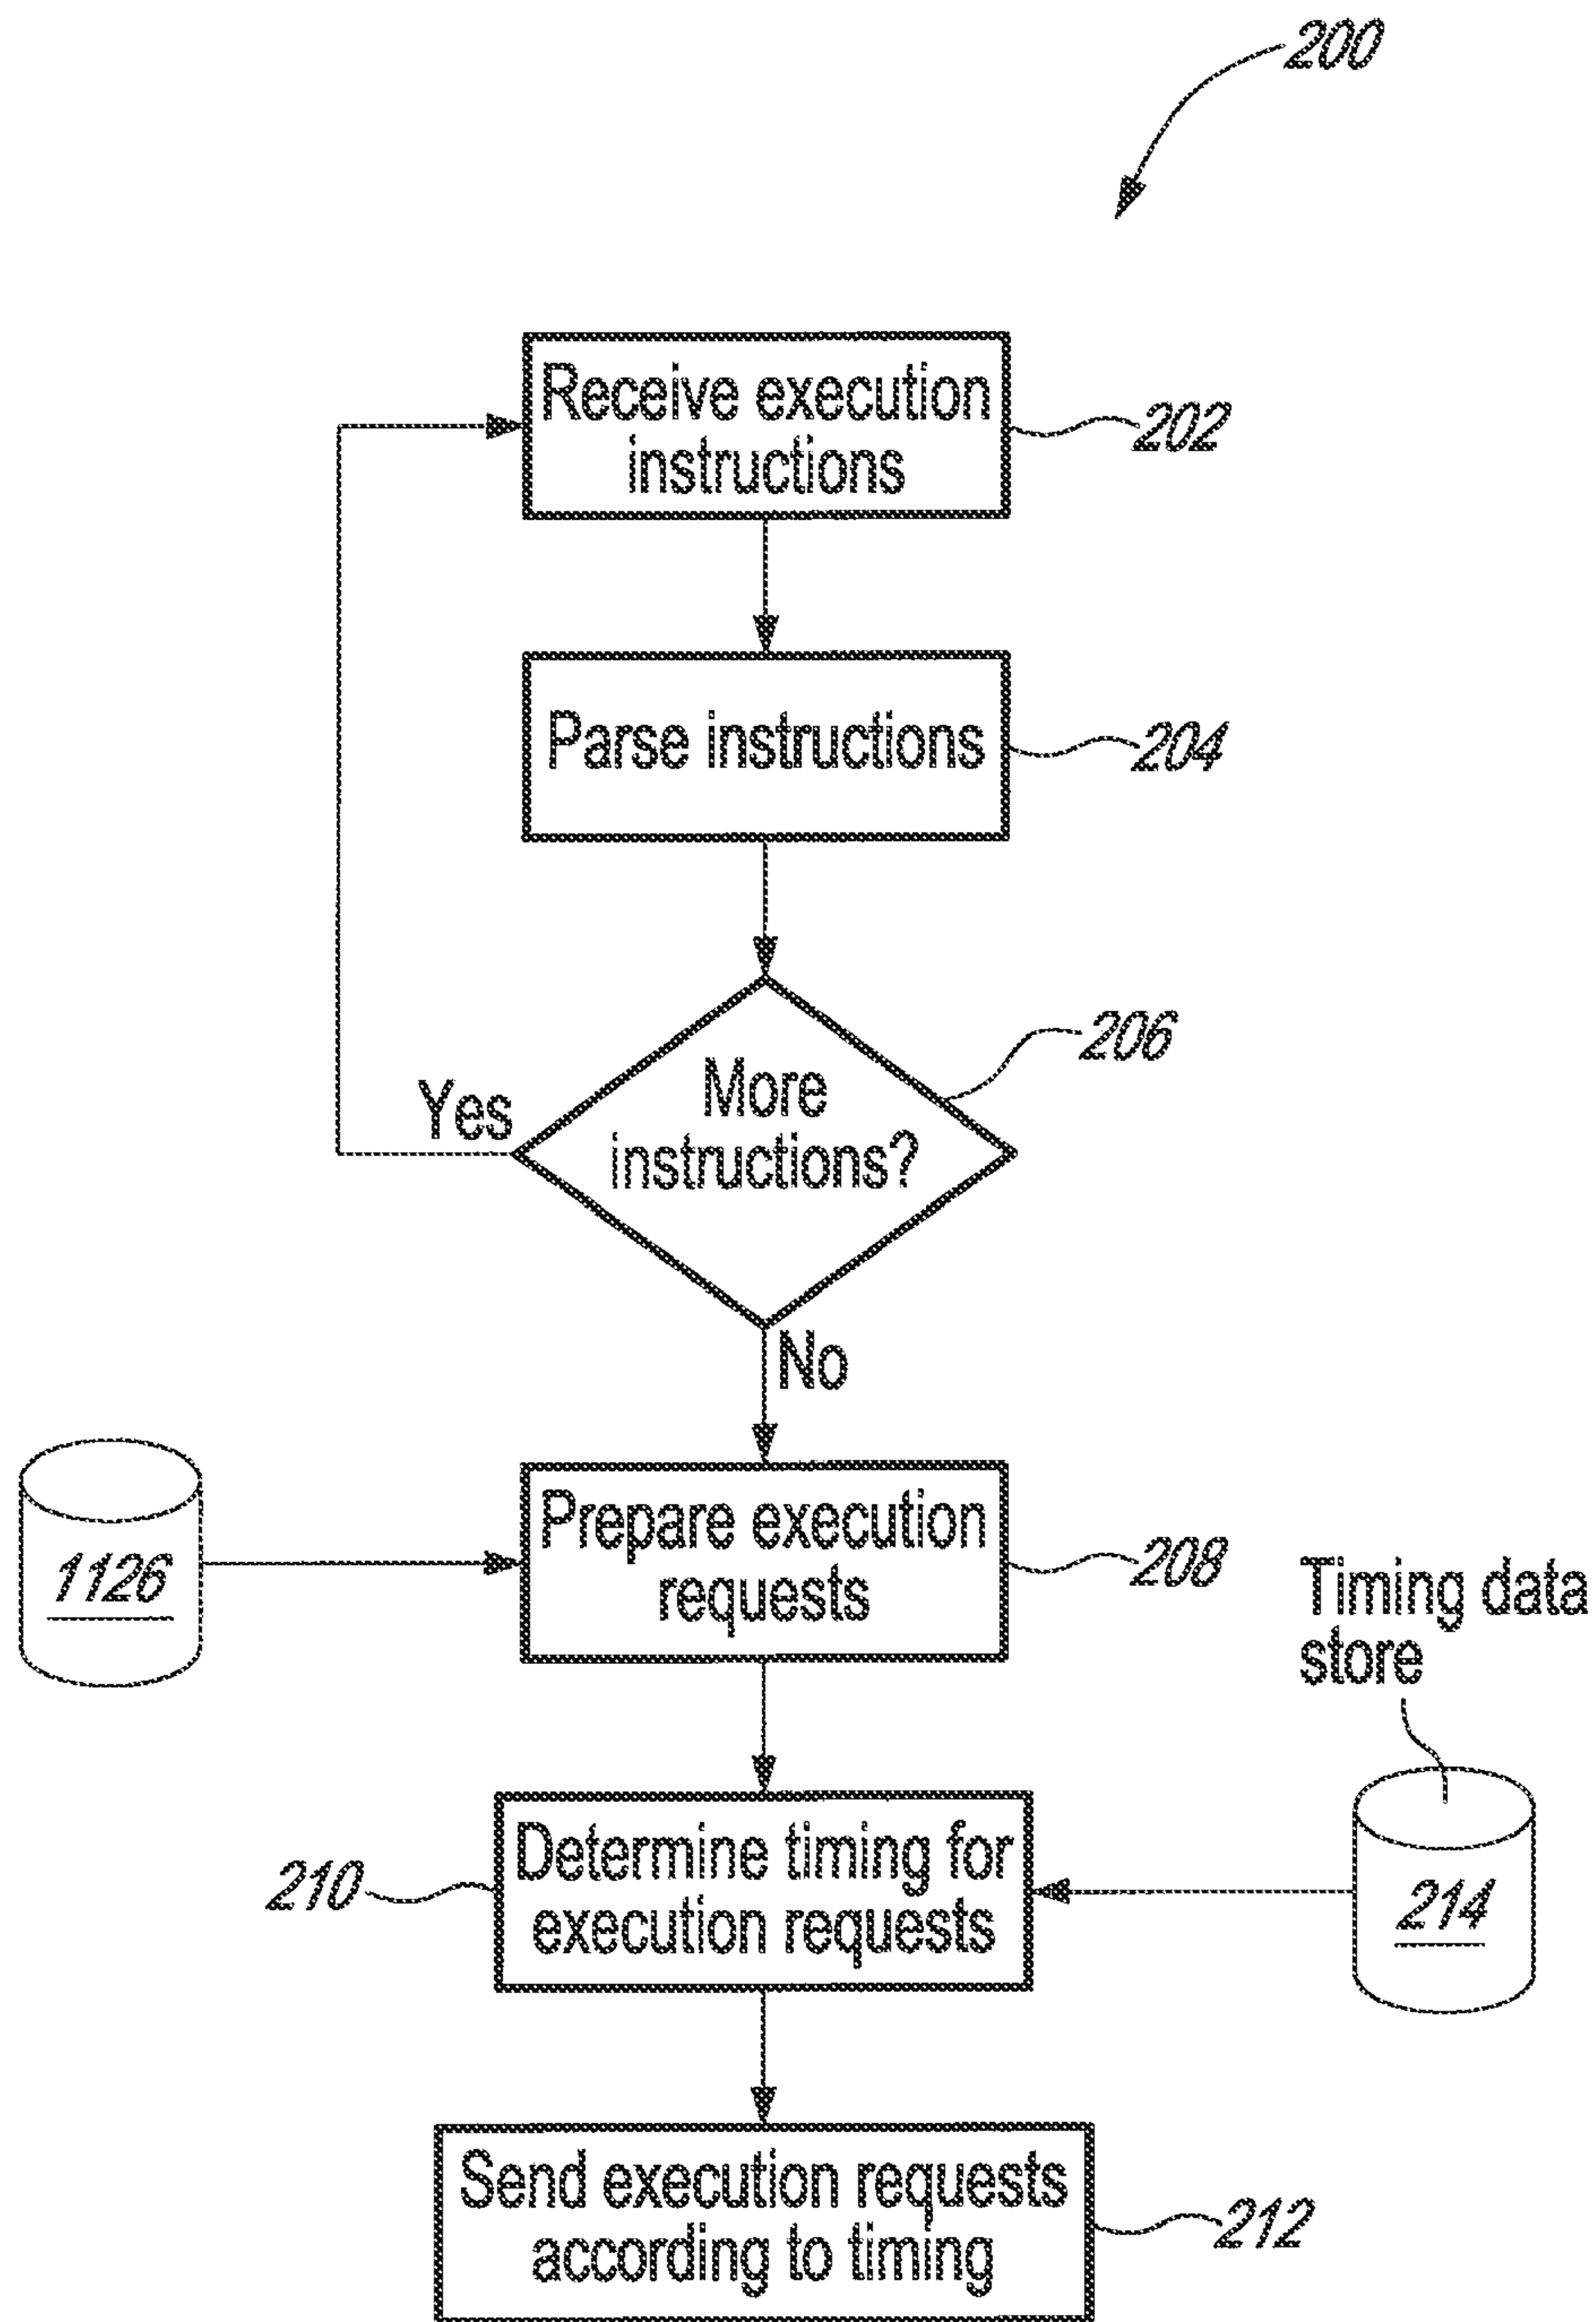 200
Receive execution
instructions
202
Parse instructions
204
206
More
instructions?
Yes
No
1126
Prepare execution
requests
208
Timing data
store
210
Determine timing for
execution requests
214
Send execution requests
according to timing
212